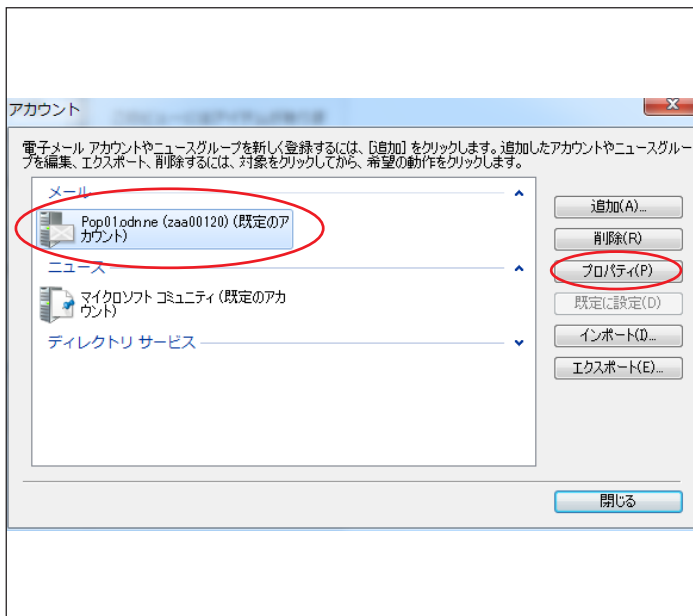 アカウント
電子メール アカウントやニュースグループを新しく登録するには、[追加] をクリックします。追加したアカウントやニュースグルー
プを編集、エクスポート、削除するには、対象をクリックしてから、希望の動作をクリックします。
メール
Pop01.odn.ne (zaa00120) (既定のア
カウント)
ニュース
マイクロソフト コミュニティ (既定のアカ
ウント)
ディレクトリ サービス
追加(A)...
削除(R)
プロパティ(P)
既定に設定(D)
インポート(I)...
エクスポート(E)...
閉じる